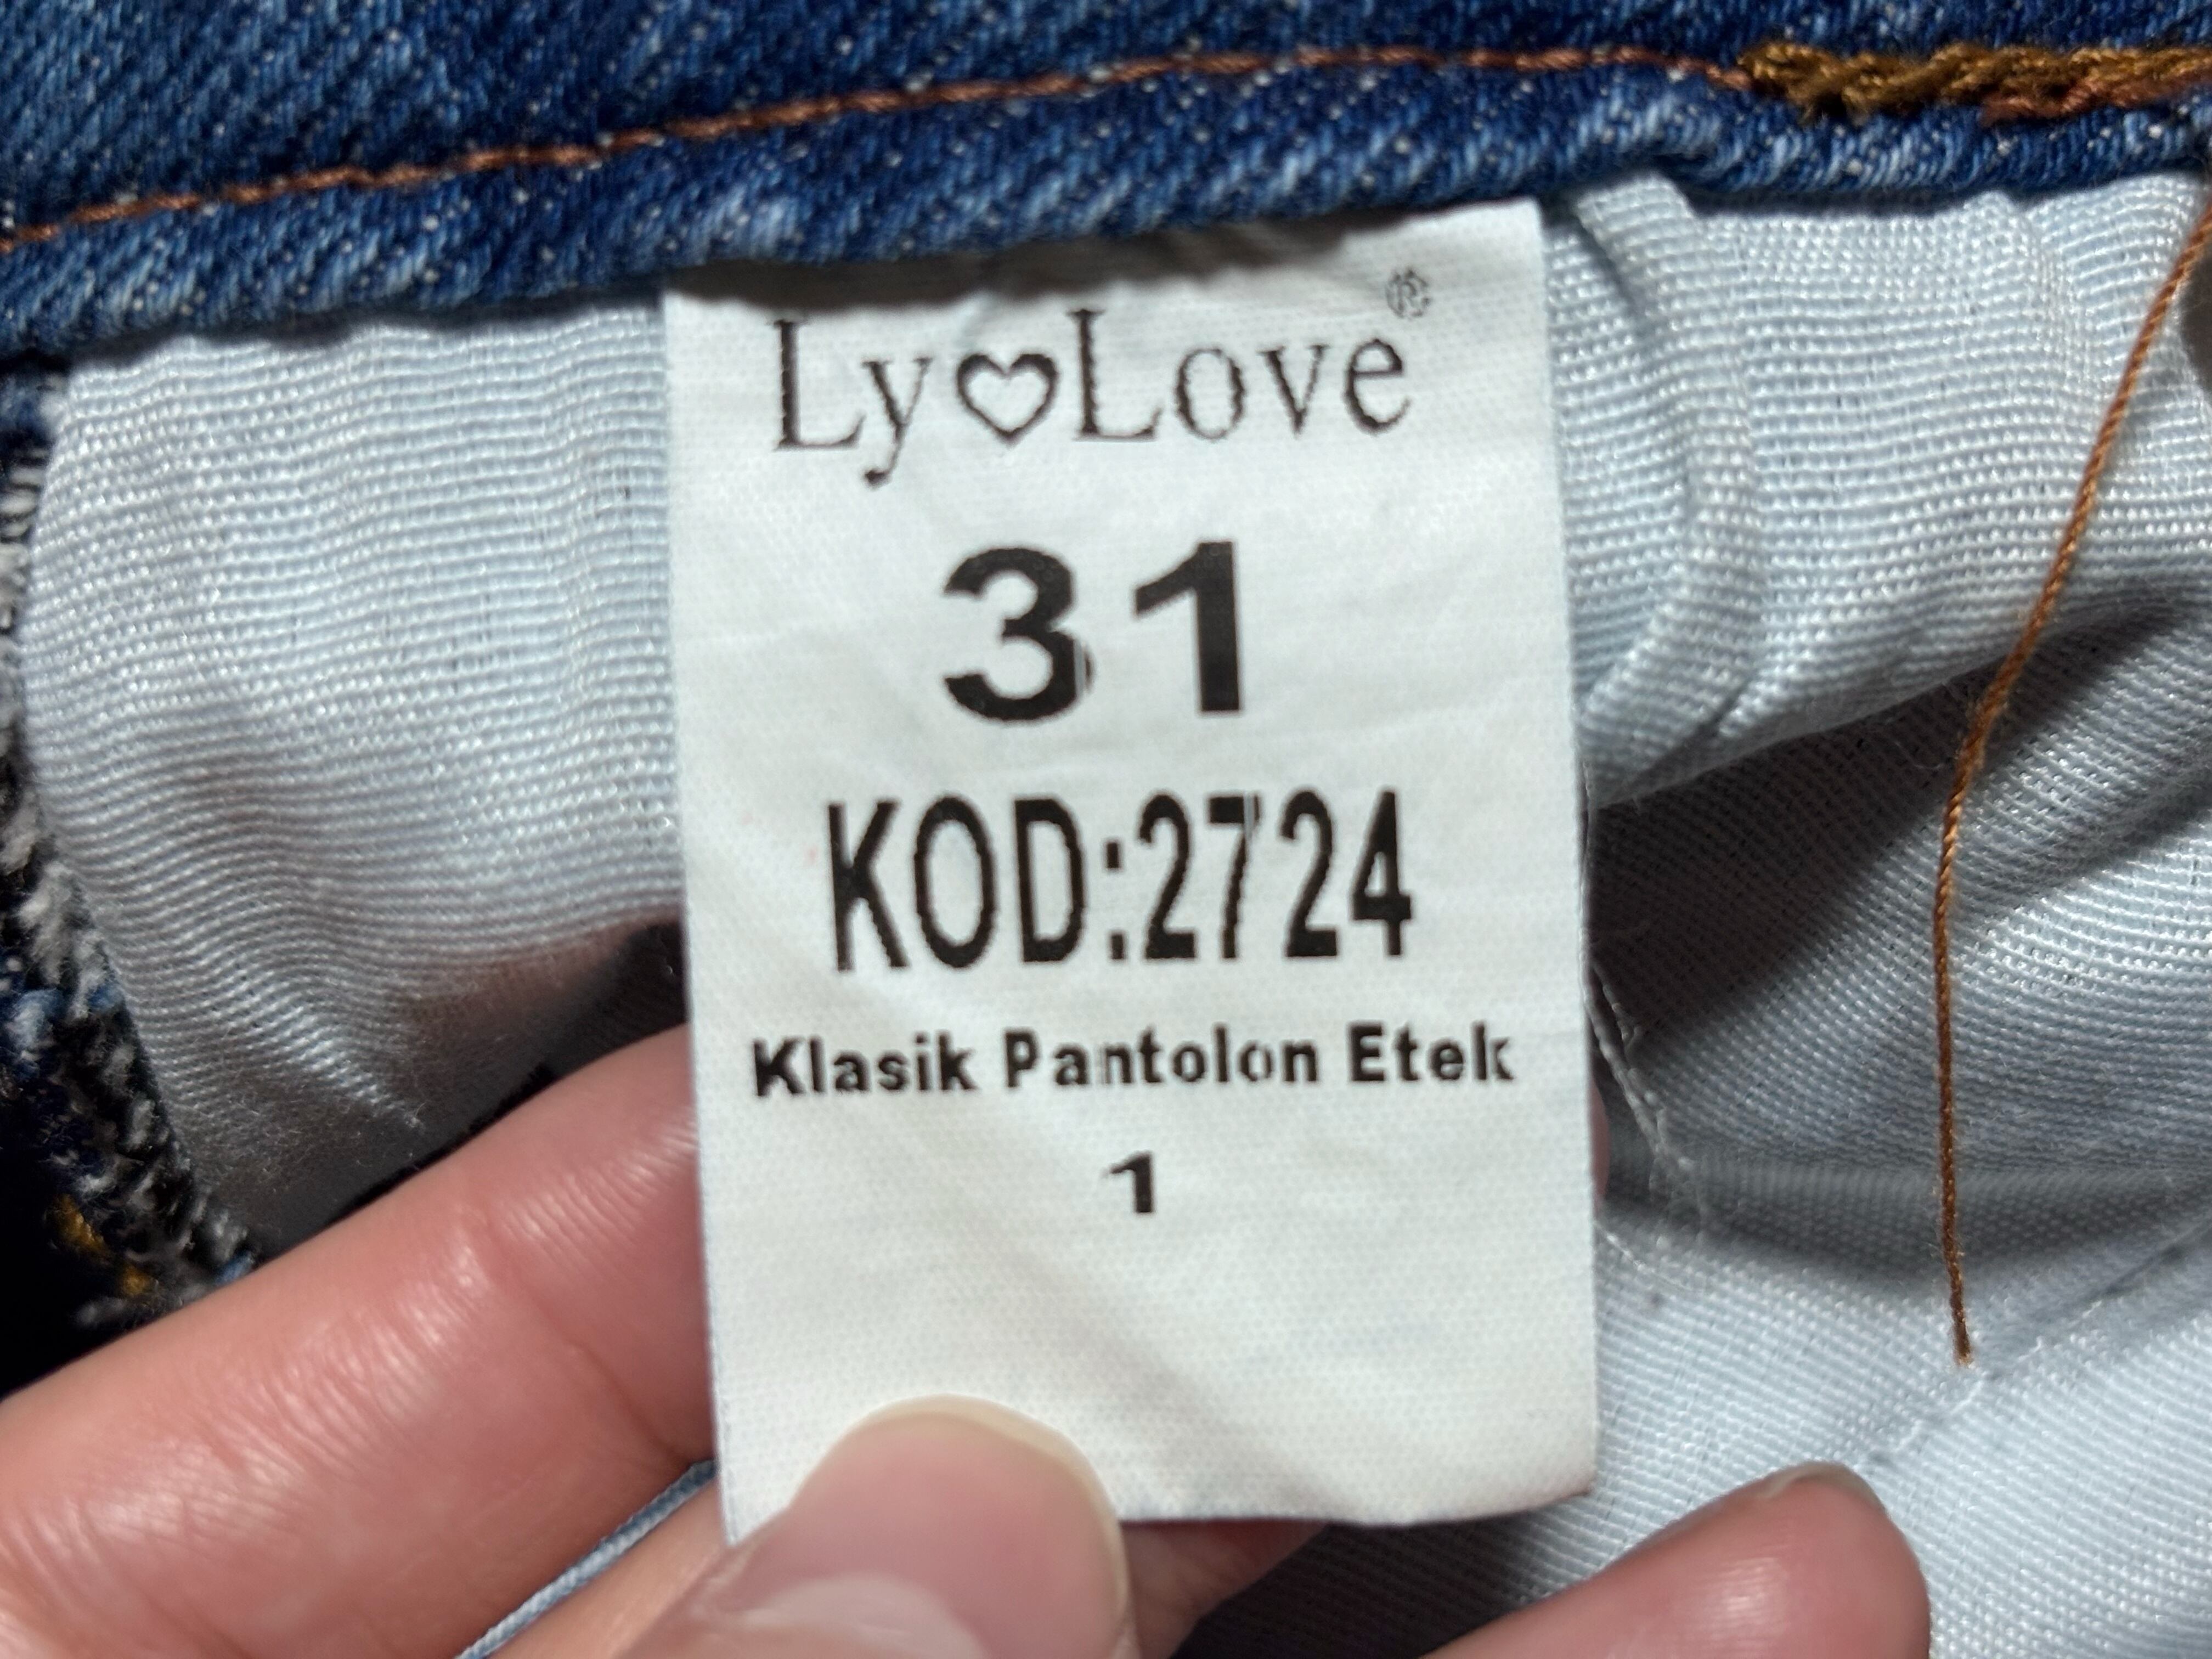 Ly♡Love®
31
KOD:2724
Klasik Pantolon Etek
1